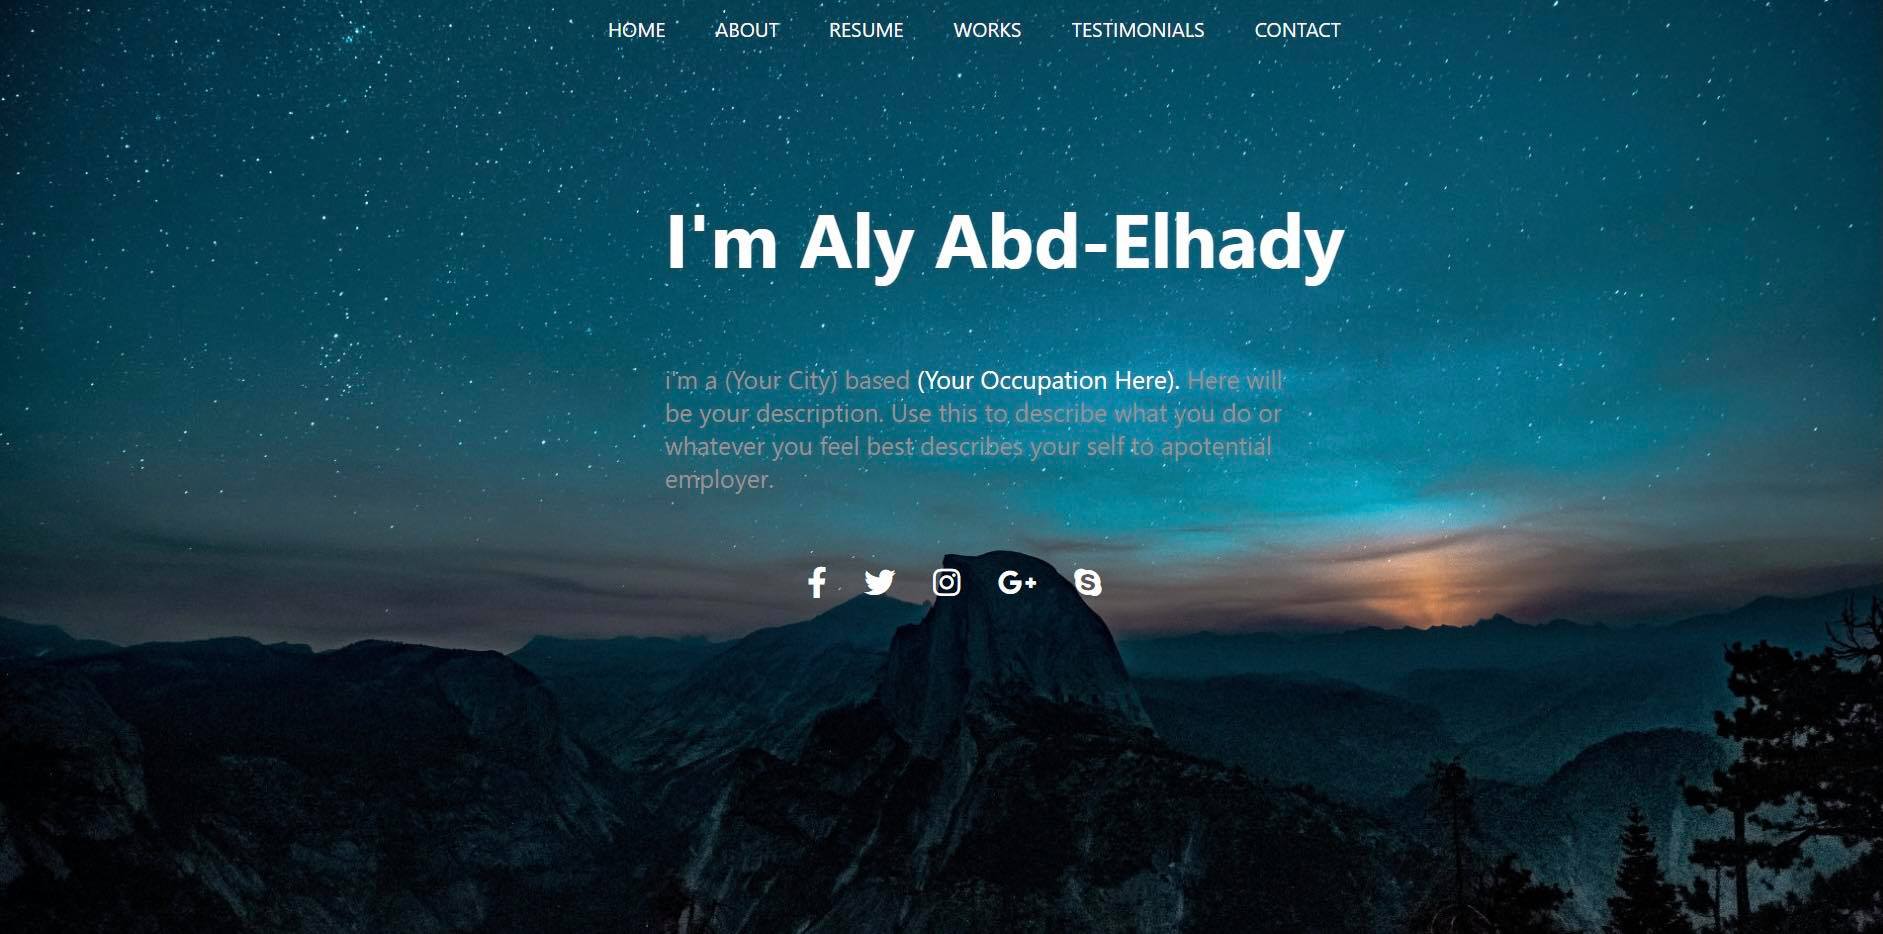 HOME ABOUT RESUME WORKS TESTIMONIALS CONTACT
I'm Aly Abd-Elhady
i'm a (Your City) based (Your Occupation Here). Here will
be your description. Use this to describe what you do or
whatever you feel best describes your self to apotential
employer.